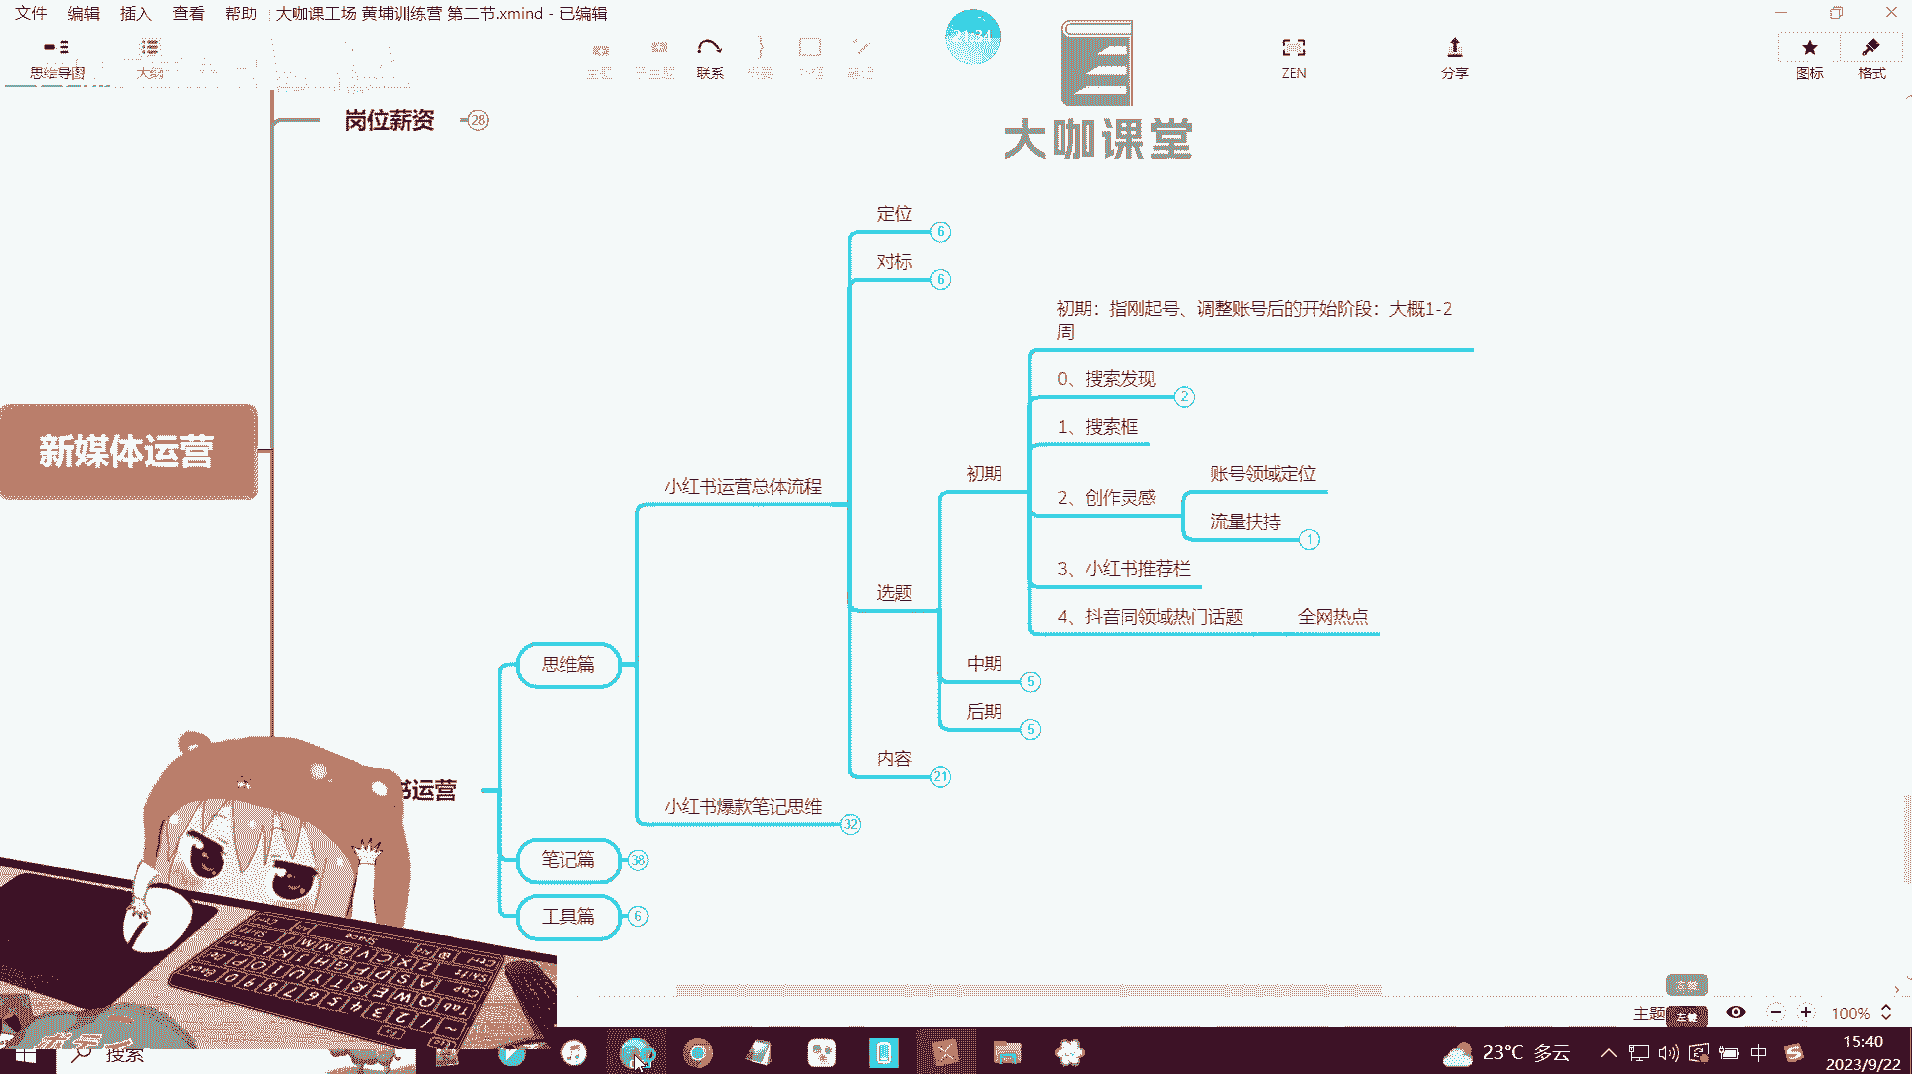 文件 编辑 插入 查看 帮助 大咖课工场 黄埔训练营 第二节.xmind - 已编辑
思维导图 大纲 联系 ZEN 分享 图标 格式
大咖课堂
岗位薪资 28
定位 6
对标 6
初期：指刚起号、调整账号后的开始阶段：大概1-2
周
0、搜索发现 2
1、搜索框
新媒体运营
小红书运营总体流程
初期
账号领域定位
2、创作灵感
流量扶持 1
3、小红书推荐栏
选题
4、抖音同领域热门话题 全网热点
思维篇
中期 5
后期 5
内容 21
书运营
小红书爆款笔记思维 32
笔记篇 38
工具篇 6
主题
100%
搜索
23°C 多云
中
15:40
2023/9/22